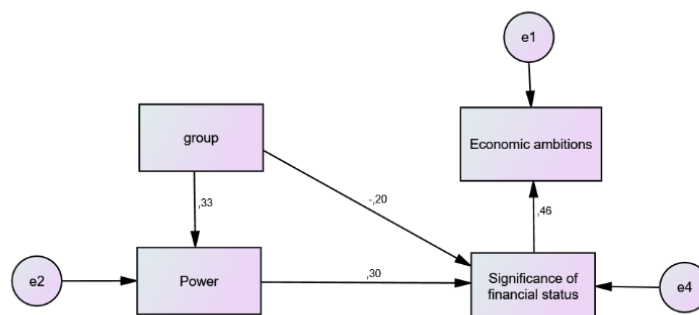 e1
group
Economic ambitions
,33
-,20
,46
e2
Power
,30
Significance of
financial status
e4